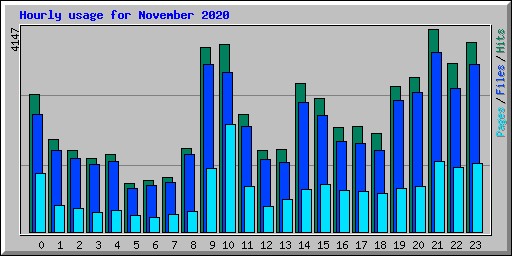 Hourly usage for November 2020
4147
Pages/Files/Hits
0 1 2 3 4 5 6 7 8 9 10 11 12 13 14 15 16 17 18 19 20 21 22 23